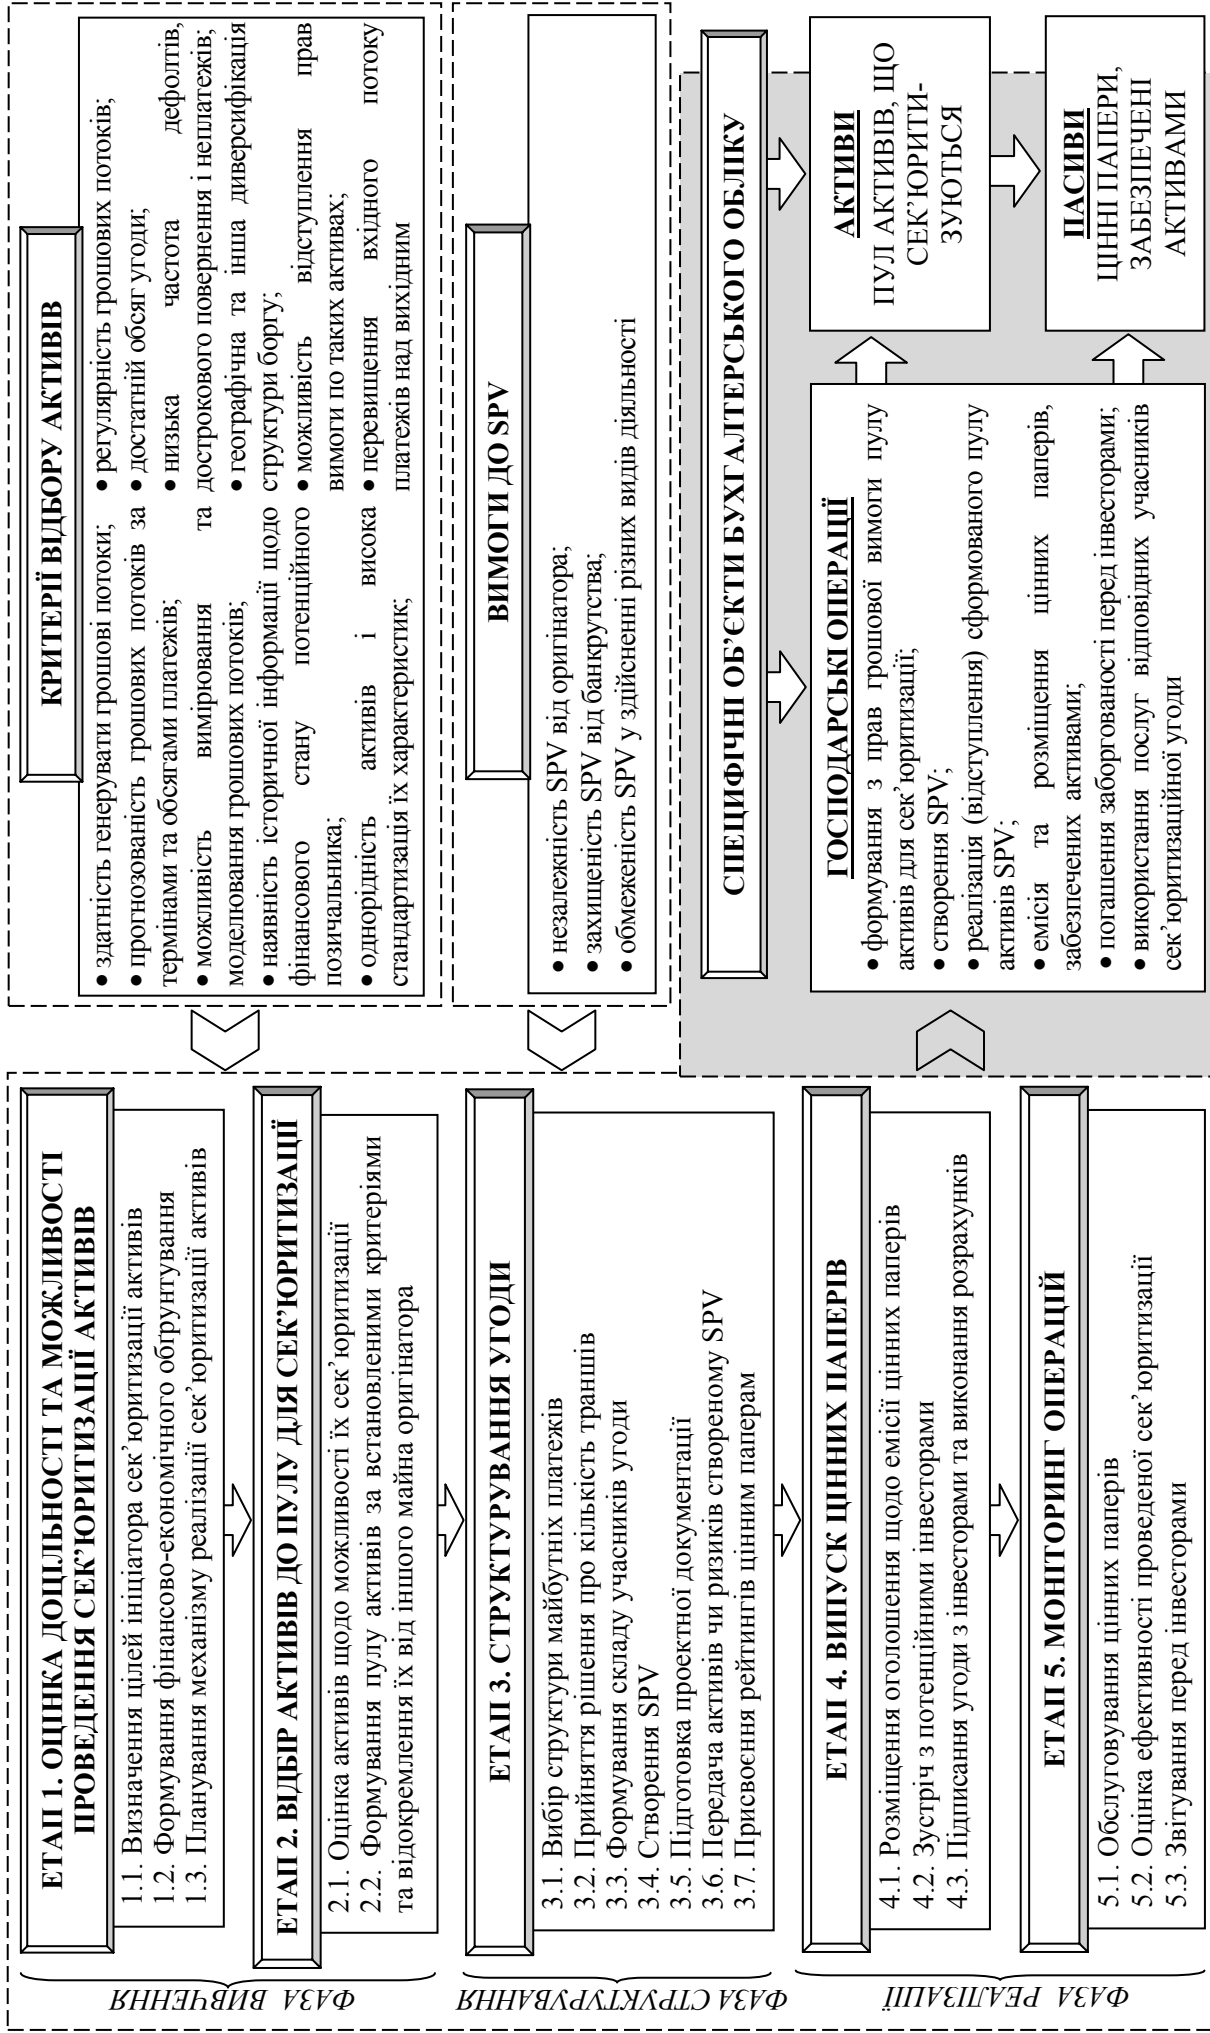 ФАЗА ВИВЧЕННЯ
ЕТАП 1. ОЦІНКА ДОЦІЛЬНОСТІ ТА МОЖЛИВОСТІ
ПРОВЕДЕННЯ СЕК’ЮРИТИЗАЦІЇ АКТИВІВ
1.1. Визначення цілей ініціатора сек’юритизації активів
1.2. Формування фінансово-економічного обґрунтування
1.3. Планування механізму реалізації сек’юритизації активів
ЕТАП 2. ВІДБІР АКТИВІВ ДО ПУЛУ ДЛЯ СЕК’ЮРИТИЗАЦІЇ
2.1. Оцінка активів щодо можливості їх сек’юритизації
2.2. Формування пулу активів за встановленими критеріями
та відокремлення їх від іншого майна оригінатора
ФАЗА СТРУКТУРУВАННЯ
ЕТАП 3. СТРУКТУРУВАННЯ УГОДИ
3.1. Вибір структури майбутніх платежів
3.2. Прийняття рішення про кількість траншів
3.3. Формування складу учасників угоди
3.4. Створення SPV
3.5. Підготовка проектної документації
3.6. Передача активів чи ризиків створеному SPV
3.7. Присвоєння рейтингів цінним паперам
ФАЗА РЕАЛІЗАЦІЇ
ЕТАП 4. ВИПУСК ЦІННИХ ПАПЕРІВ
4.1. Розміщення оголошення щодо емісії цінних паперів
4.2. Зустріч з потенційними інвесторами
4.3. Підписання угоди з інвесторами та виконання розрахунків
ЕТАП 5. МОНІТОРИНГ ОПЕРАЦІЙ
5.1. Обслуговування цінних паперів
5.2. Оцінка ефективності проведеної сек’юритизації
5.3. Звітування перед інвесторами
КРИТЕРІЇ ВІДБОРУ АКТИВІВ
• здатність генерувати грошові потоки;
• прогнозованість грошових потоків за
термінами та обсягами платежів;
• можливість вимірювання та
моделювання грошових потоків;
• наявність історичної інформації щодо
фінансового стану потенційного
позичальника;
• однорідність активів і висока
стандартизація їх характеристик;
• регулярність грошових потоків;
• достатній обсяг угоди;
• низька частота дефолтів,
дострокового повернення і неплатежів;
• географічна та інша диверсифікація
структури боргу;
• можливість відступлення прав
вимоги по таких активах;
• перевищення вхідного потоку
платежів над вихідним
ВИМОГИ ДО SPV
• незалежність SPV від оригінатора;
• захищеність SPV від банкрутства;
• обмеженість SPV у здійсненні різних видів діяльності
СПЕЦИФІЧНІ ОБ’ЄКТИ БУХГАЛТЕРСЬКОГО ОБЛІКУ
ГОСПОДАРСЬКІ ОПЕРАЦІЇ
• формування з прав грошової вимоги пулу
активів для сек’юритизації;
• створення SPV;
• реалізація (відступлення) сформованого пулу
активів SPV;
• емісія та розміщення цінних паперів,
забезпечених активами;
• погашення заборгованості перед інвесторами;
• використання послуг відповідних учасників
сек’юритизаційної угоди
АКТИВИ
ПУЛ АКТИВІВ, ЩО
СЕК’ЮРИТИ-
ЗУЮТЬСЯ
ПАСИВИ
ЦІННІ ПАПЕРИ,
ЗАБЕЗПЕЧЕНІ
АКТИВАМИ